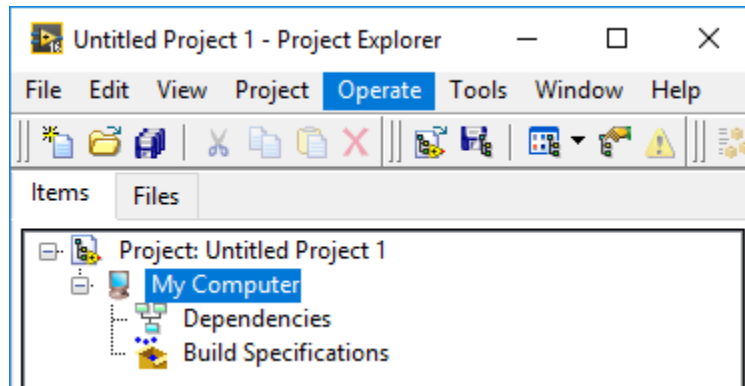 Untitled Project 1 - Project Explorer
File Edit View Project Operate Tools Window Help
Items Files
Project: Untitled Project 1
My Computer
Dependencies
Build Specifications